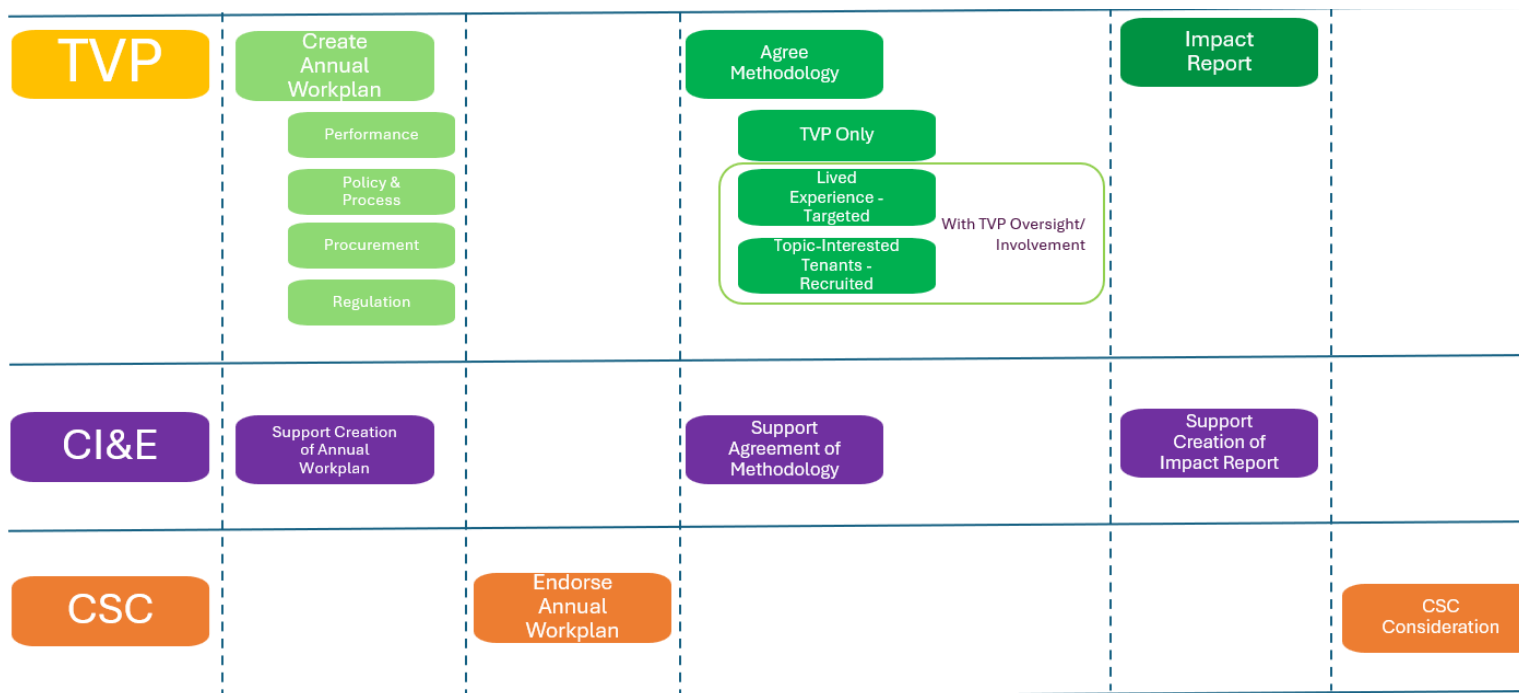 TVP
Create
Annual
Workplan
Performance
Policy &
Process
Procurement
Regulation
Agree
Methodology
TVP Only
Lived
Experience -
Targeted
Topic-Interested
Tenants -
Recruited
With TVP Oversight/
Involvement
Impact
Report
CI&E
Support Creation
of Annual
Workplan
Support
Agreement of
Methodology
Support
Creation of
Impact Report
CSC
Endorse
Annual
Workplan
CSC
Consideration